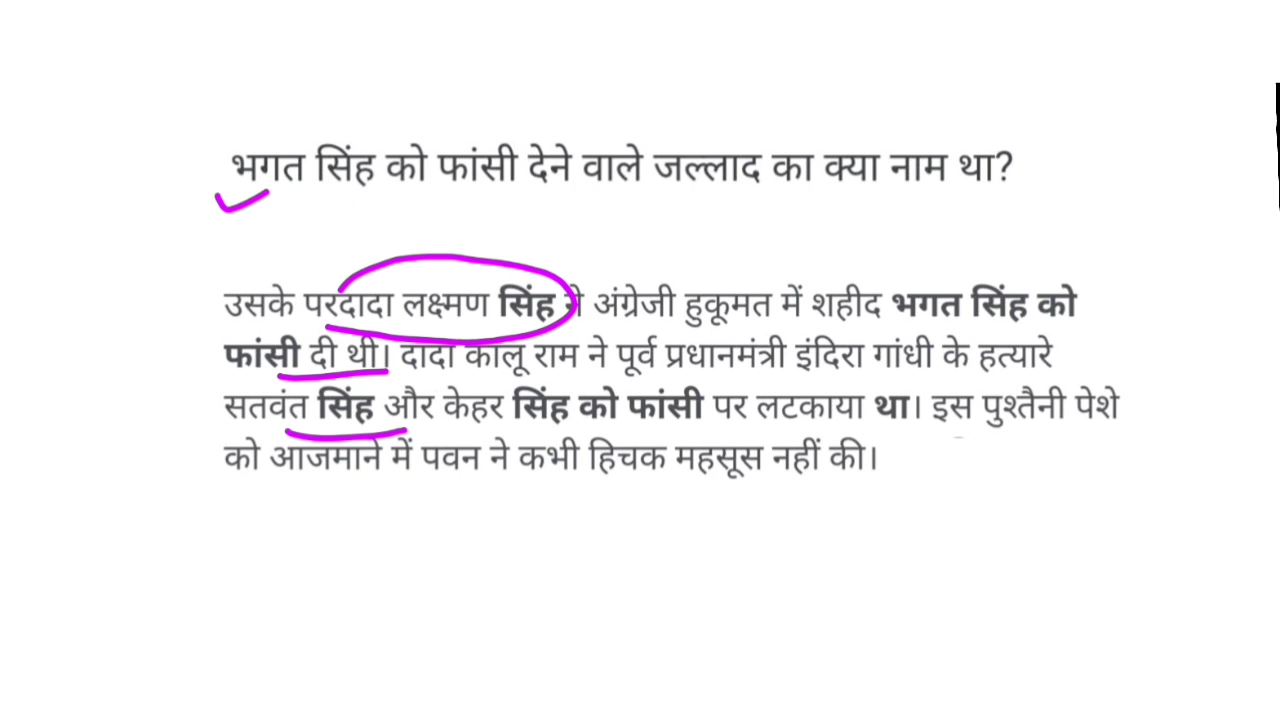 भगत सिंह को फांसी देने वाले जल्लाद का क्या नाम था?
उसके परदादा लक्ष्मण सिंह ने अंग्रेजी हुकूमत में शहीद भगत सिंह को
फांसी दी थी। दादा कालू राम ने पूर्व प्रधानमंत्री इंदिरा गांधी के हत्यारे
सतवंत सिंह और केहर सिंह को फांसी पर लटकाया था। इस पुश्तैनी पेशे
को आजमाने में पवन ने कभी हिचक महसूस नहीं की।